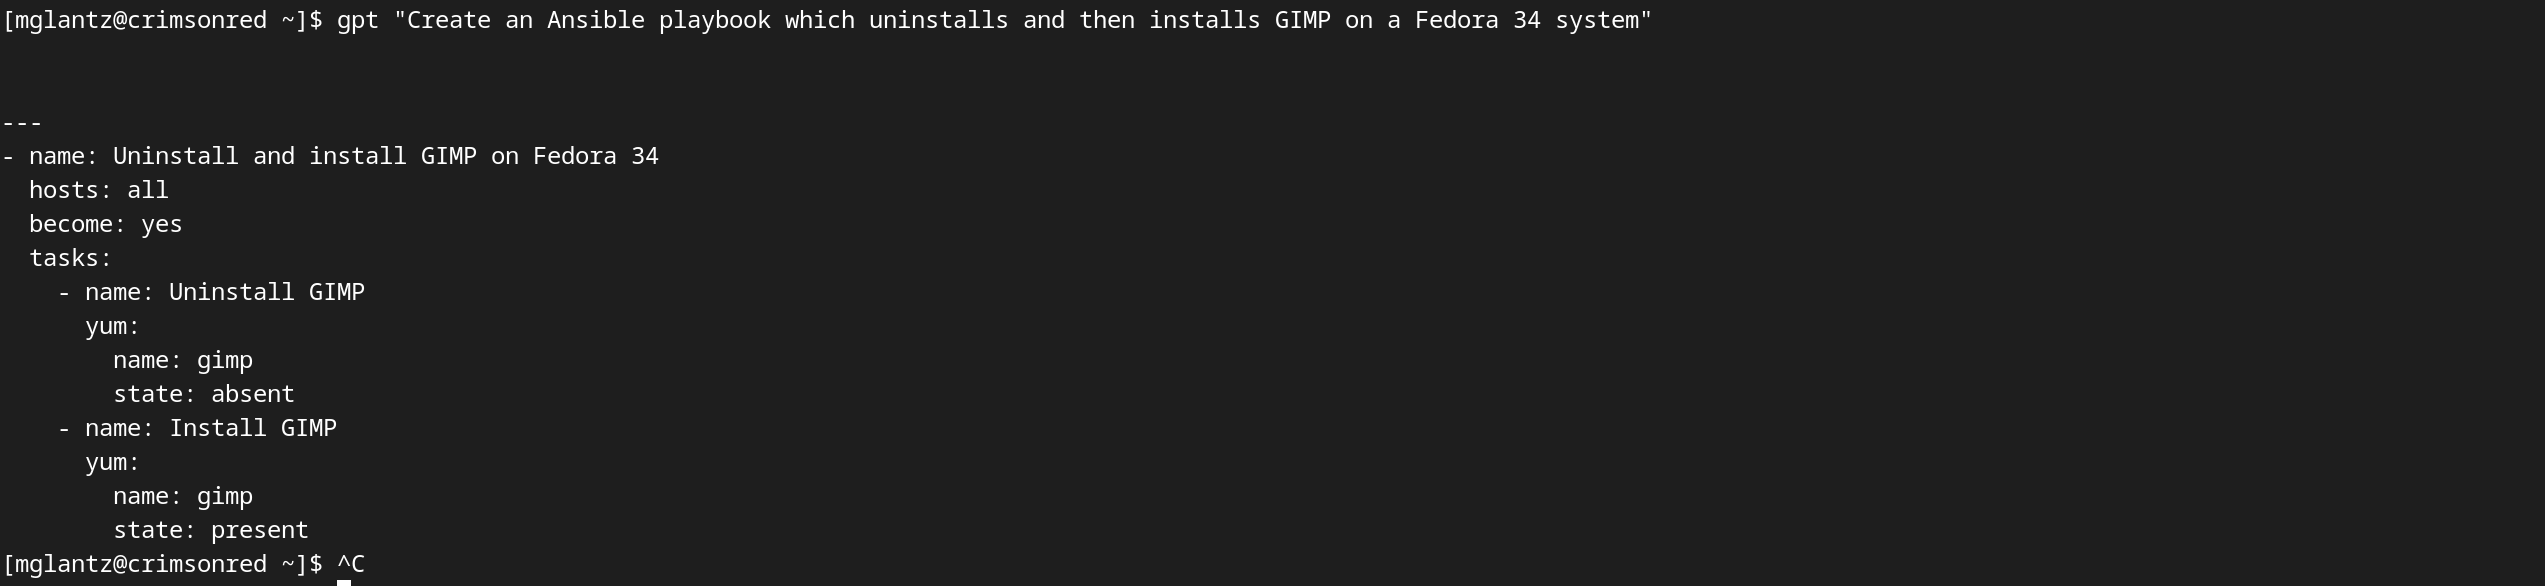 [mglantz@crimsonred ~]$ gpt "Create an Ansible playbook which uninstalls and then installs GIMP on a Fedora 34 system"
---
- name: Uninstall and install GIMP on Fedora 34
  hosts: all
  become: yes
  tasks:
    - name: Uninstall GIMP
      yum:
        name: gimp
        state: absent
    - name: Install GIMP
      yum:
        name: gimp
        state: present
[mglantz@crimsonred ~]$ ^C